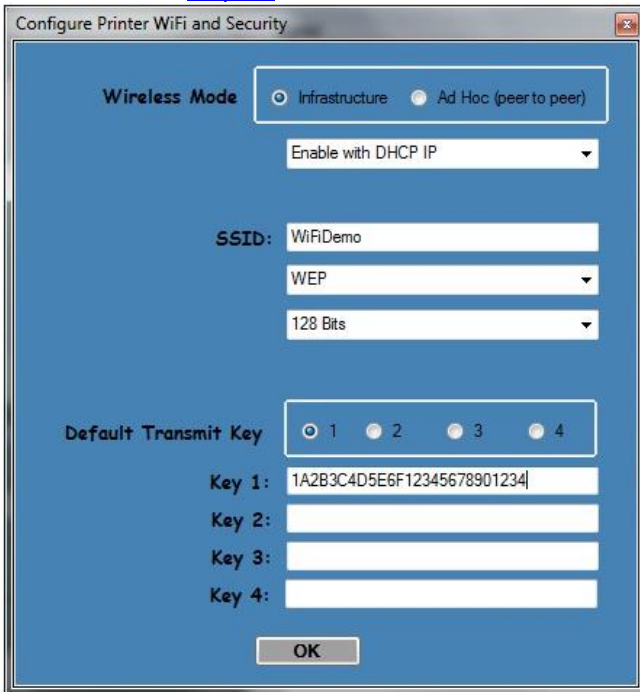 Configure Printer WiFi and Security
Wireless Mode Infrastructure Ad Hoc (peer to peer)
Enable with DHCP IP
SSID: WiFiDemo
WEP
128 Bits
Default Transmit Key 1 2 3 4
Key 1: 1A2B3C4D5E6F12345678901234
Key 2:
Key 3:
Key 4:
OK